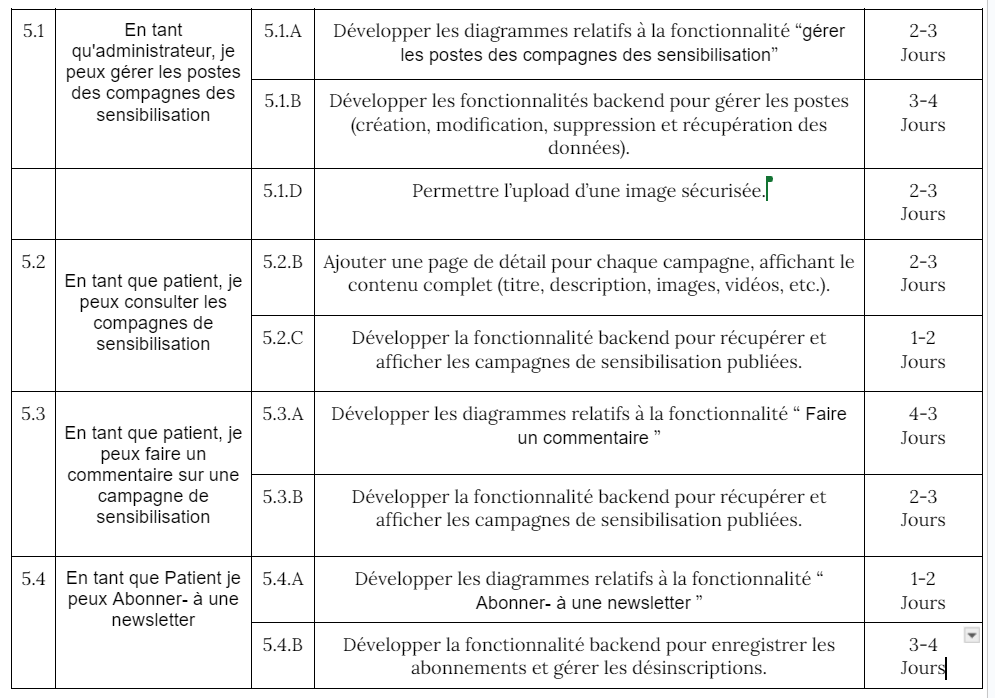 5.1
En tant
qu'administrateur, je
peux gérer les postes
des compagnes des
sensibilisation
5.1.A
Développer les diagrammes relatifs à la fonctionnalité “gérer
les postes des compagnes des sensibilisation”
2-3
Jours
5.1.B
Développer les fonctionnalités backend pour gérer les postes
(création, modification, suppression et récupération des
données).
3-4
Jours
5.1.D
Permettre l’upload d’une image sécurisée.
2-3
Jours
5.2
En tant que patient, je
peux consulter les
compagnes de
sensibilisation
5.2.B
Ajouter une page de détail pour chaque campagne, affichant le
contenu complet (titre, description, images, vidéos, etc.).
2-3
Jours
5.2.C
Développer la fonctionnalité backend pour récupérer et
afficher les campagnes de sensibilisation publiées.
1-2
Jours
5.3
En tant que patient, je
peux faire un
commentaire sur une
campagne de
sensibilisation
5.3.A
Développer les diagrammes relatifs à la fonctionnalité “ Faire
un commentaire ”
4-3
Jours
5.3.B
Développer la fonctionnalité backend pour récupérer et
afficher les campagnes de sensibilisation publiées.
2-3
Jours
5.4
En tant que Patient je
peux Abonner- à une
newsletter
5.4.A
Développer les diagrammes relatifs à la fonctionnalité “
Abonner- à une newsletter ”
1-2
Jours
5.4.B
Développer la fonctionnalité backend pour enregistrer les
abonnements et gérer les désinscriptions.
3-4
Jours